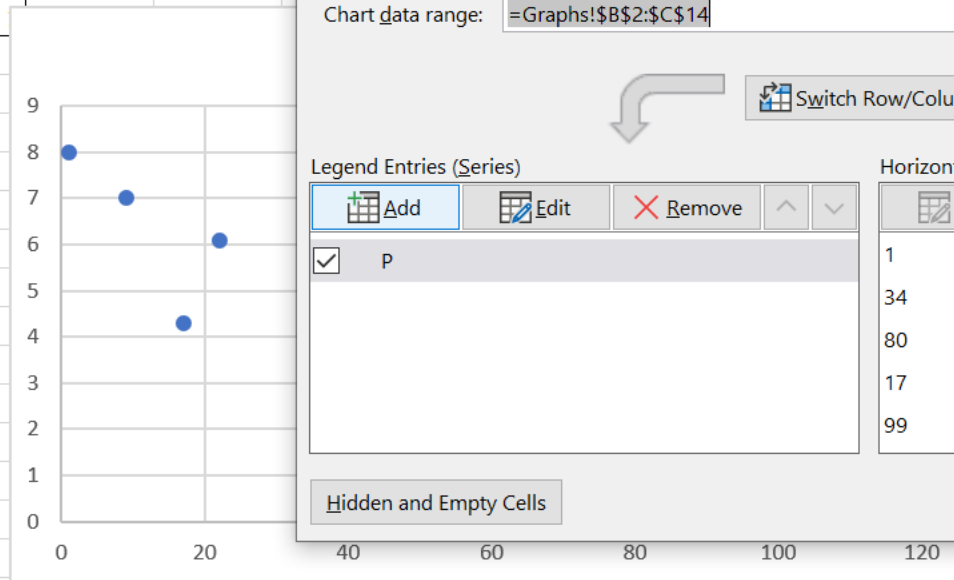 Chart data range: =Graphs!$B$2:$C$14
Switch Row/Colu
Legend Entries (Series)
Horizon
Add Edit Remove
P
1
34
80
17
99
Hidden and Empty Cells
9
8
7
6
5
4
3
2
1
0
0 20 40 60 80 100 120